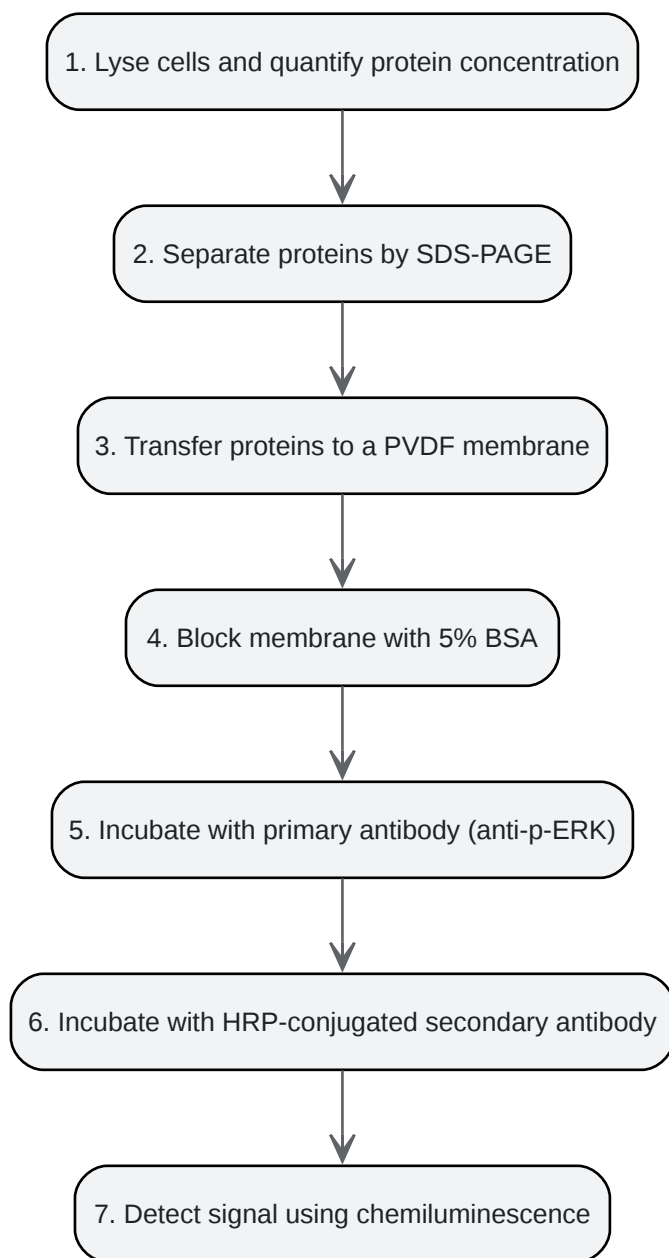 1. Lyse cells and quantify protein concentration
2. Separate proteins by SDS-PAGE
3. Transfer proteins to a PVDF membrane
4. Block membrane with 5% BSA
5. Incubate with primary antibody (anti-p-ERK)
6. Incubate with HRP-conjugated secondary antibody
7. Detect signal using chemiluminescence